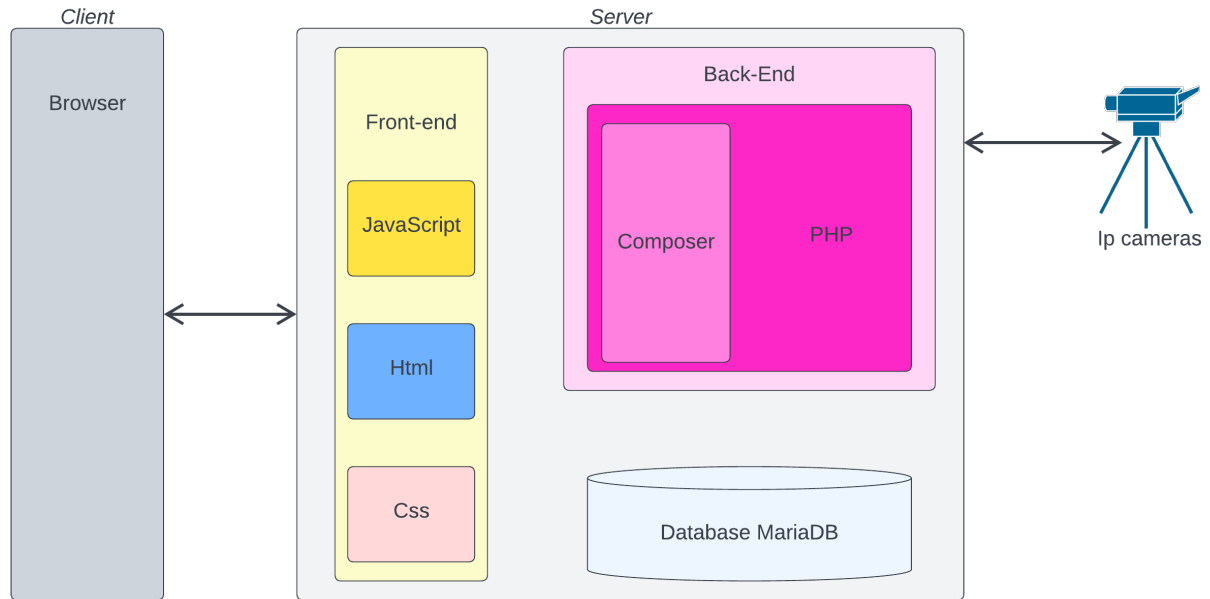 Client
Server
Browser
Front-end
JavaScript
Html
Css
Back-End
Composer
PHP
Database MariaDB
Ip cameras